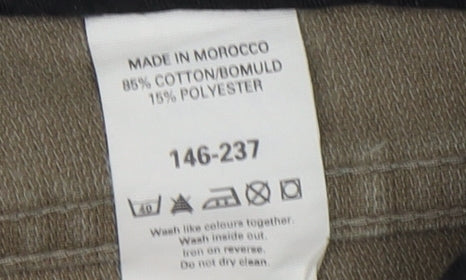 MADE IN MOROCCO
85% COTTON/BOMULD
15% POLYESTER
146-237
40
Wash like colours together.
Wash inside out.
Iron on reverse.
Do not dry clean.